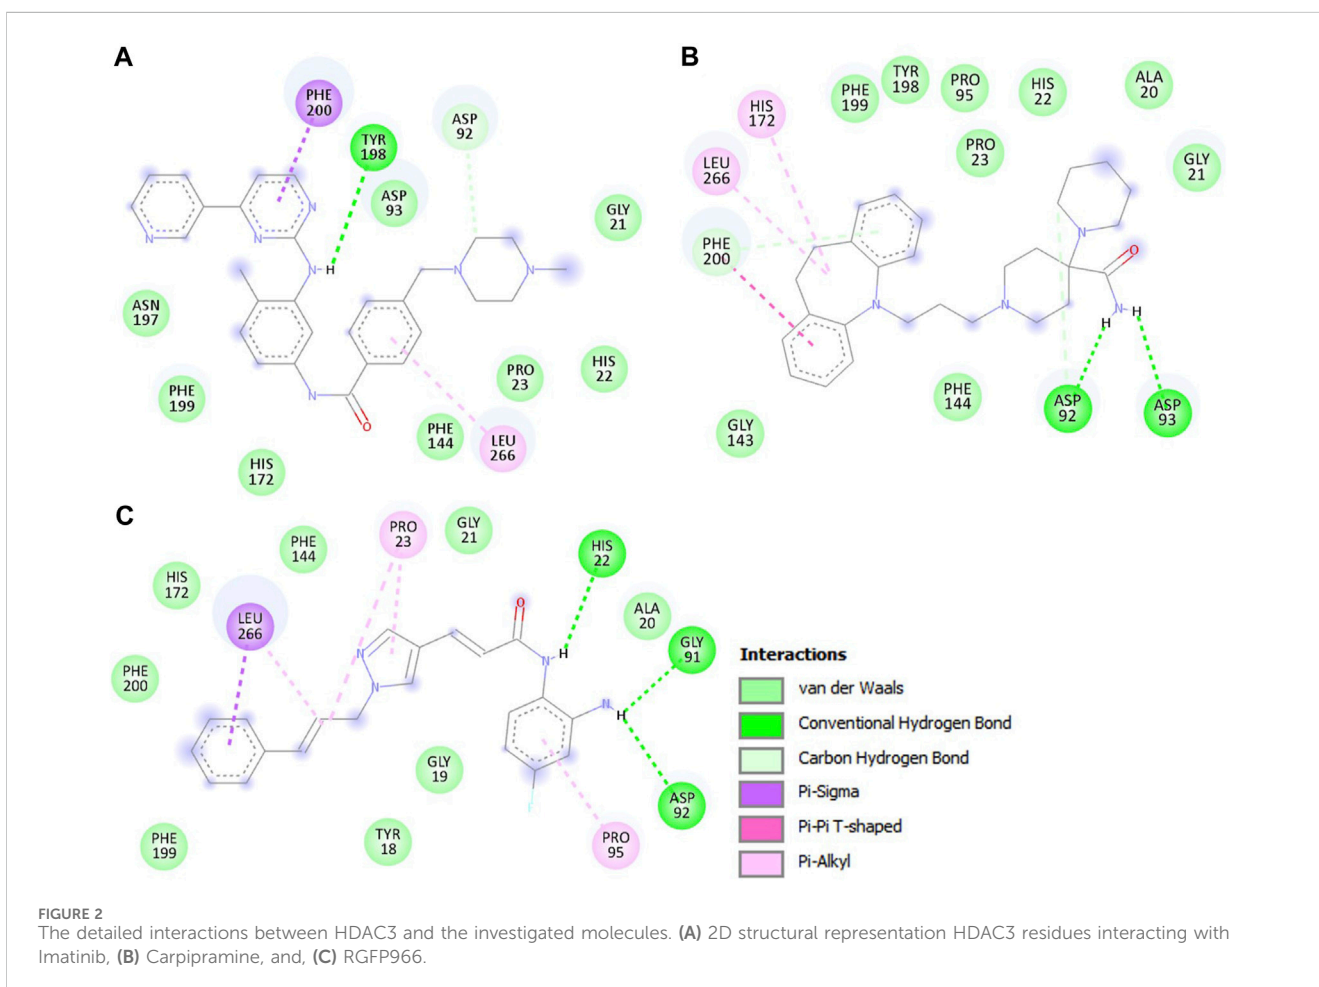 A
PHE
200
TYR
198
ASP
92
ASP
93
GLY
21
N
N
N
N
H
N
N
ASN
197
PRO
23
HIS
22
PHE
199
N
O
PHE
144
LEU
266
HIS
172
B
HIS
172
PHE
199
TYR
198
PRO
95
HIS
22
ALA
20
PRO
23
LEU
266
GLY
21
PHE
200
N
O
N
N
N
H
H
PHE
144
ASP
92
ASP
93
GLY
143
C
PRO
23
GLY
21
PHE
144
HIS
22
HIS
172
LEU
266
O
ALA
20
GLY
91
N
N
N
H
PHE
200
N
H
GLY
19
F
ASP
92
PHE
199
TYR
18
PRO
95
Interactions
van der Waals
Conventional Hydrogen Bond
Carbon Hydrogen Bond
Pi-Sigma
Pi-Pi T-shaped
Pi-Alkyl
FIGURE 2
The detailed interactions between HDAC3 and the investigated molecules. (A) 2D structural representation HDAC3 residues interacting with
Imatinib, (B) Carpipramine, and, (C) RGFP966.